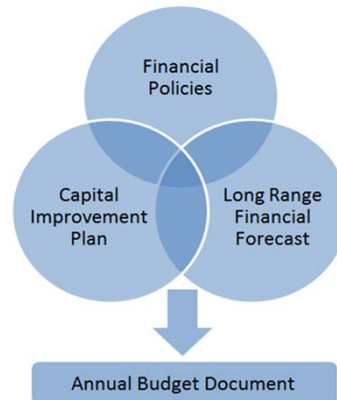 Financial
Policies
Capital
Improvement
Plan
Long Range
Financial
Forecast
Annual Budget Document